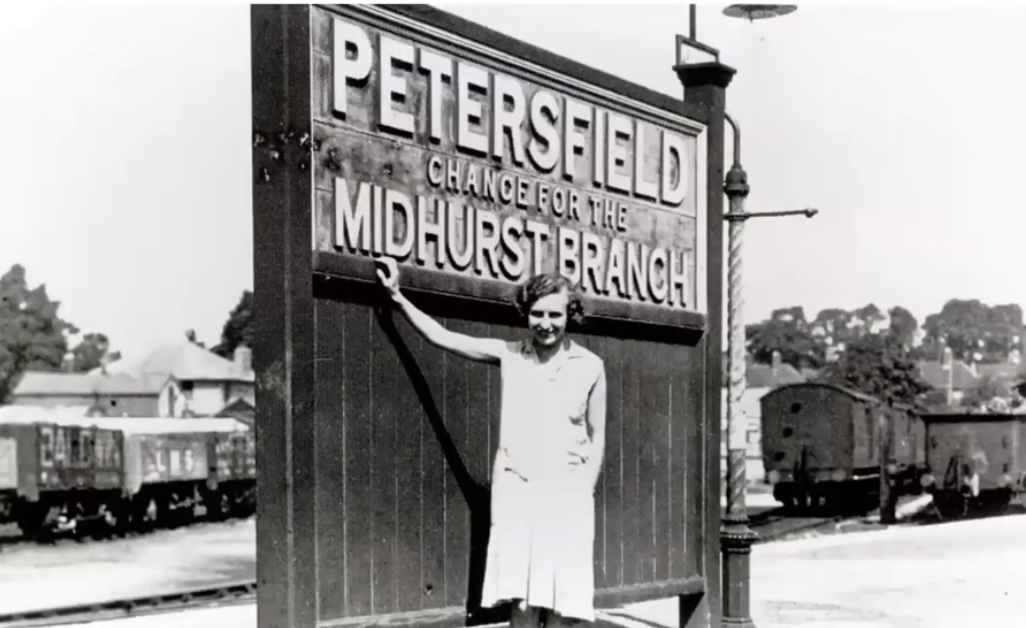 PETERSFIELD
CHANGE FOR THE
MIDHURST BRANCH